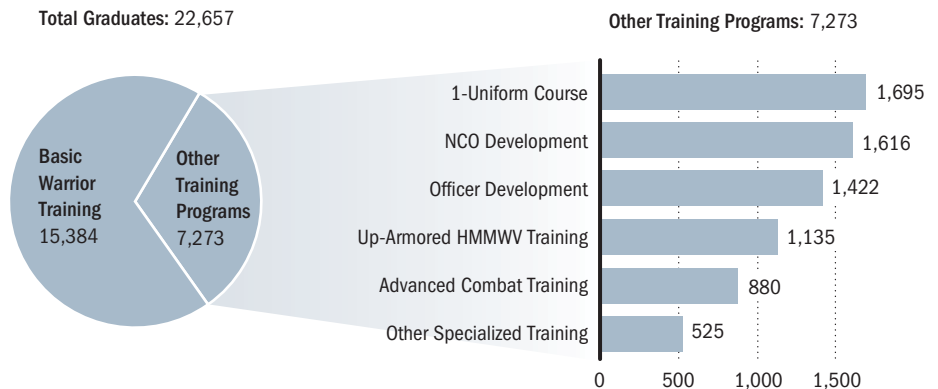 Total Graduates: 22,657
Other Training Programs: 7,273
Basic
Warrior
Training
15,384
Other
Training
Programs
7,273
1-Uniform Course 1,695
NCO Development 1,616
Officer Development 1,422
Up-Armored HMMWV Training 1,135
Advanced Combat Training 880
Other Specialized Training 525
0 500 1,000 1,500